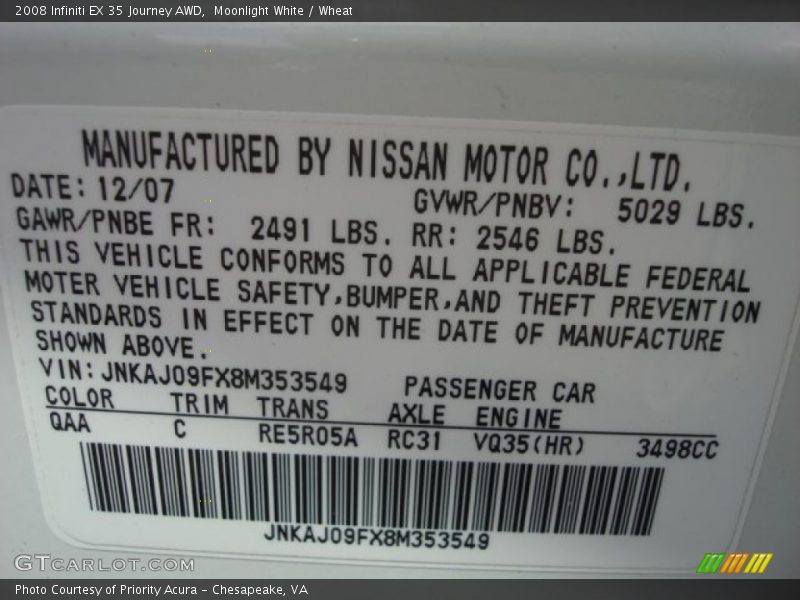 2008 Infiniti EX 35 Journey AWD,  Moonlight White / Wheat
MANUFACTURED BY NISSAN MOTOR CO.,LTD.
DATE: 12/07 GVWR/PNBV: 5029 LBS.
GAWR/PNBE FR: 2491 LBS. RR: 2546 LBS.
THIS VEHICLE CONFORMS TO ALL APPLICABLE FEDERAL
MOTER VEHICLE SAFETY,BUMPER,AND THEFT PREVENTION
STANDARDS IN EFFECT ON THE DATE OF MANUFACTURE
SHOWN ABOVE.
VIN: JNKAJ09FX8M353549 PASSENGER CAR
COLOR TRIM TRANS AXLE ENGINE
QAA C RE5R05A RC31 VQ35(HR) 3498CC
JNKAJ09FX8M353549
GTCARLOT.COM
Photo Courtesy of Priority Acura – Chesapeake, VA